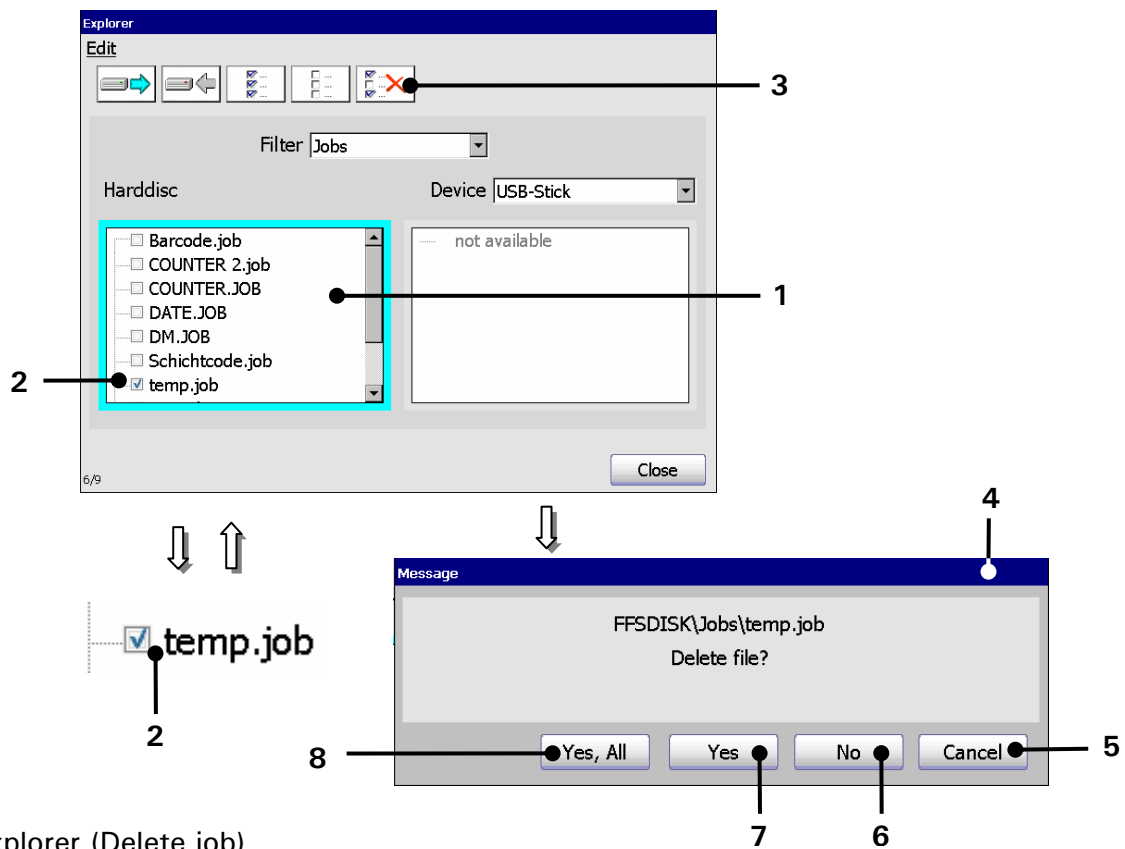 Explorer
Edit
3
Filter Jobs
Harddisc
Device USB-Stick
Barcode.job
COUNTER 2.job
COUNTER.JOB
DATE.JOB
DM.JOB
Schichtcode.job
temp.job
not available
1
2
6/9
Close
4
Message
FFSDISK\Jobs\temp.job
Delete file?
temp.job
2
8
Yes, All
Yes
No
Cancel
5
7
6
(Delete job)